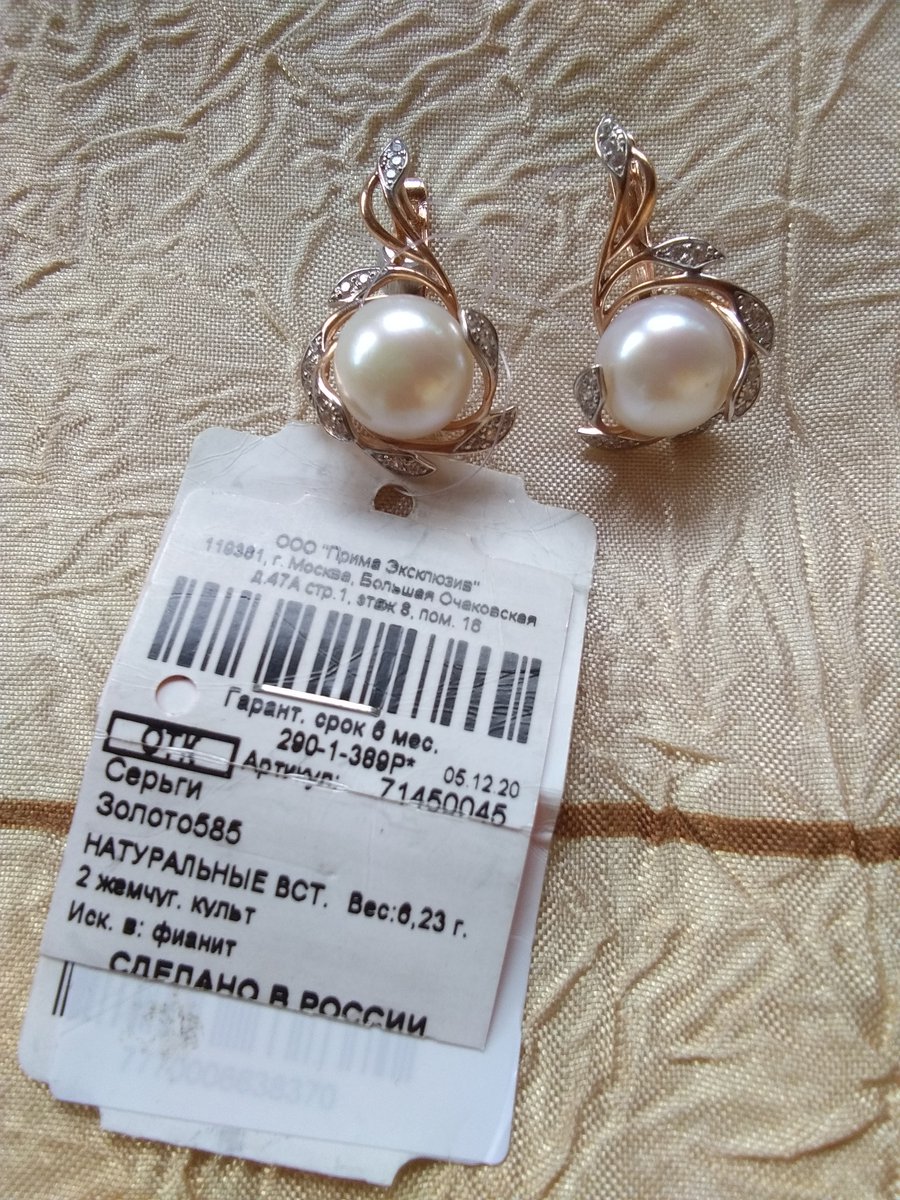 ООО "Прима Эксклюзив"
119361, г. Москва, Большая Очаковская
д.47А стр.1, этаж 8, пом. 16
Гарант. срок 6 мес.
290-1-389Р* 05.12.20
ОТК Артикул: 71450045
Серьги
Золото585
НАТУРАЛЬНЫЕ ВСТ. Вес:6,23 г.
2 жемчуг. культ
Иск. в: фианит
СДЕЛАНО В РОССИИ